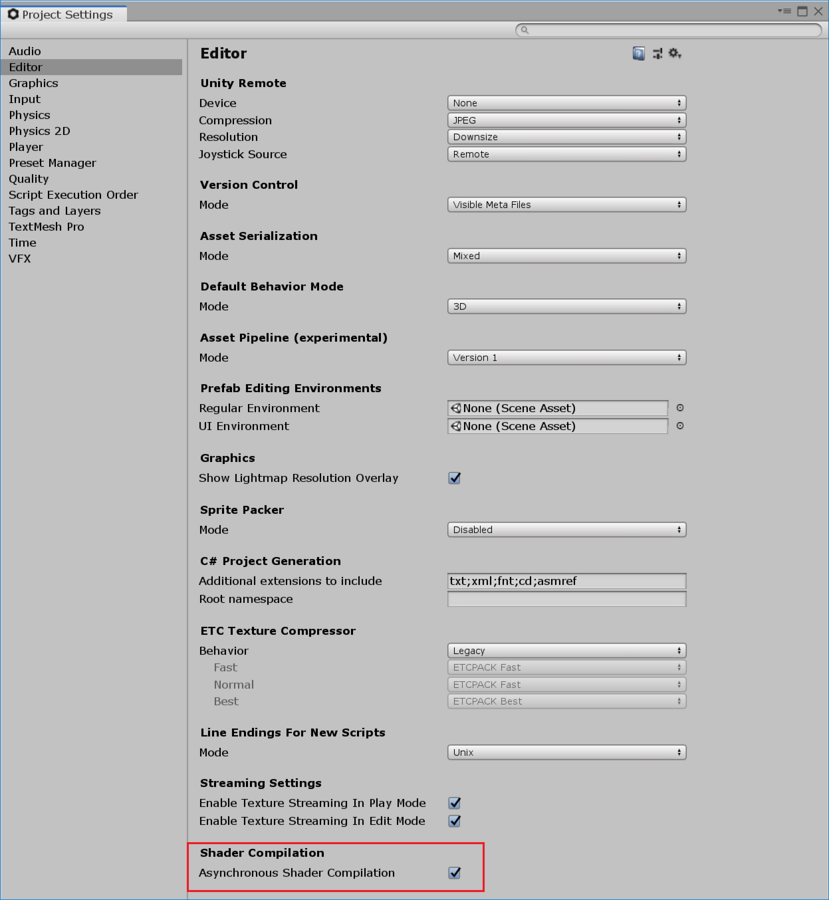 Project Settings
Audio
Editor
Graphics
Input
Physics
Physics 2D
Player
Preset Manager
Quality
Script Execution Order
Tags and Layers
TextMesh Pro
Time
VFX
Editor
Unity Remote
Device None
Compression JPEG
Resolution Downsize
Joystick Source Remote
Version Control
Mode Visible Meta Files
Asset Serialization
Mode Mixed
Default Behavior Mode
Mode 3D
Asset Pipeline (experimental)
Mode Version 1
Prefab Editing Environments
Regular Environment None (Scene Asset)
UI Environment None (Scene Asset)
Graphics
Show Lightmap Resolution Overlay
Sprite Packer
Mode Disabled
C# Project Generation
Additional extensions to include txt;xml;fnt;cd;asmref
Root namespace
ETC Texture Compressor
Behavior Legacy
Fast ETCPACK Fast
Normal ETCPACK Fast
Best ETCPACK Best
Line Endings For New Scripts
Mode Unix
Streaming Settings
Enable Texture Streaming In Play Mode
Enable Texture Streaming In Edit Mode
Shader Compilation
Asynchronous Shader Compilation